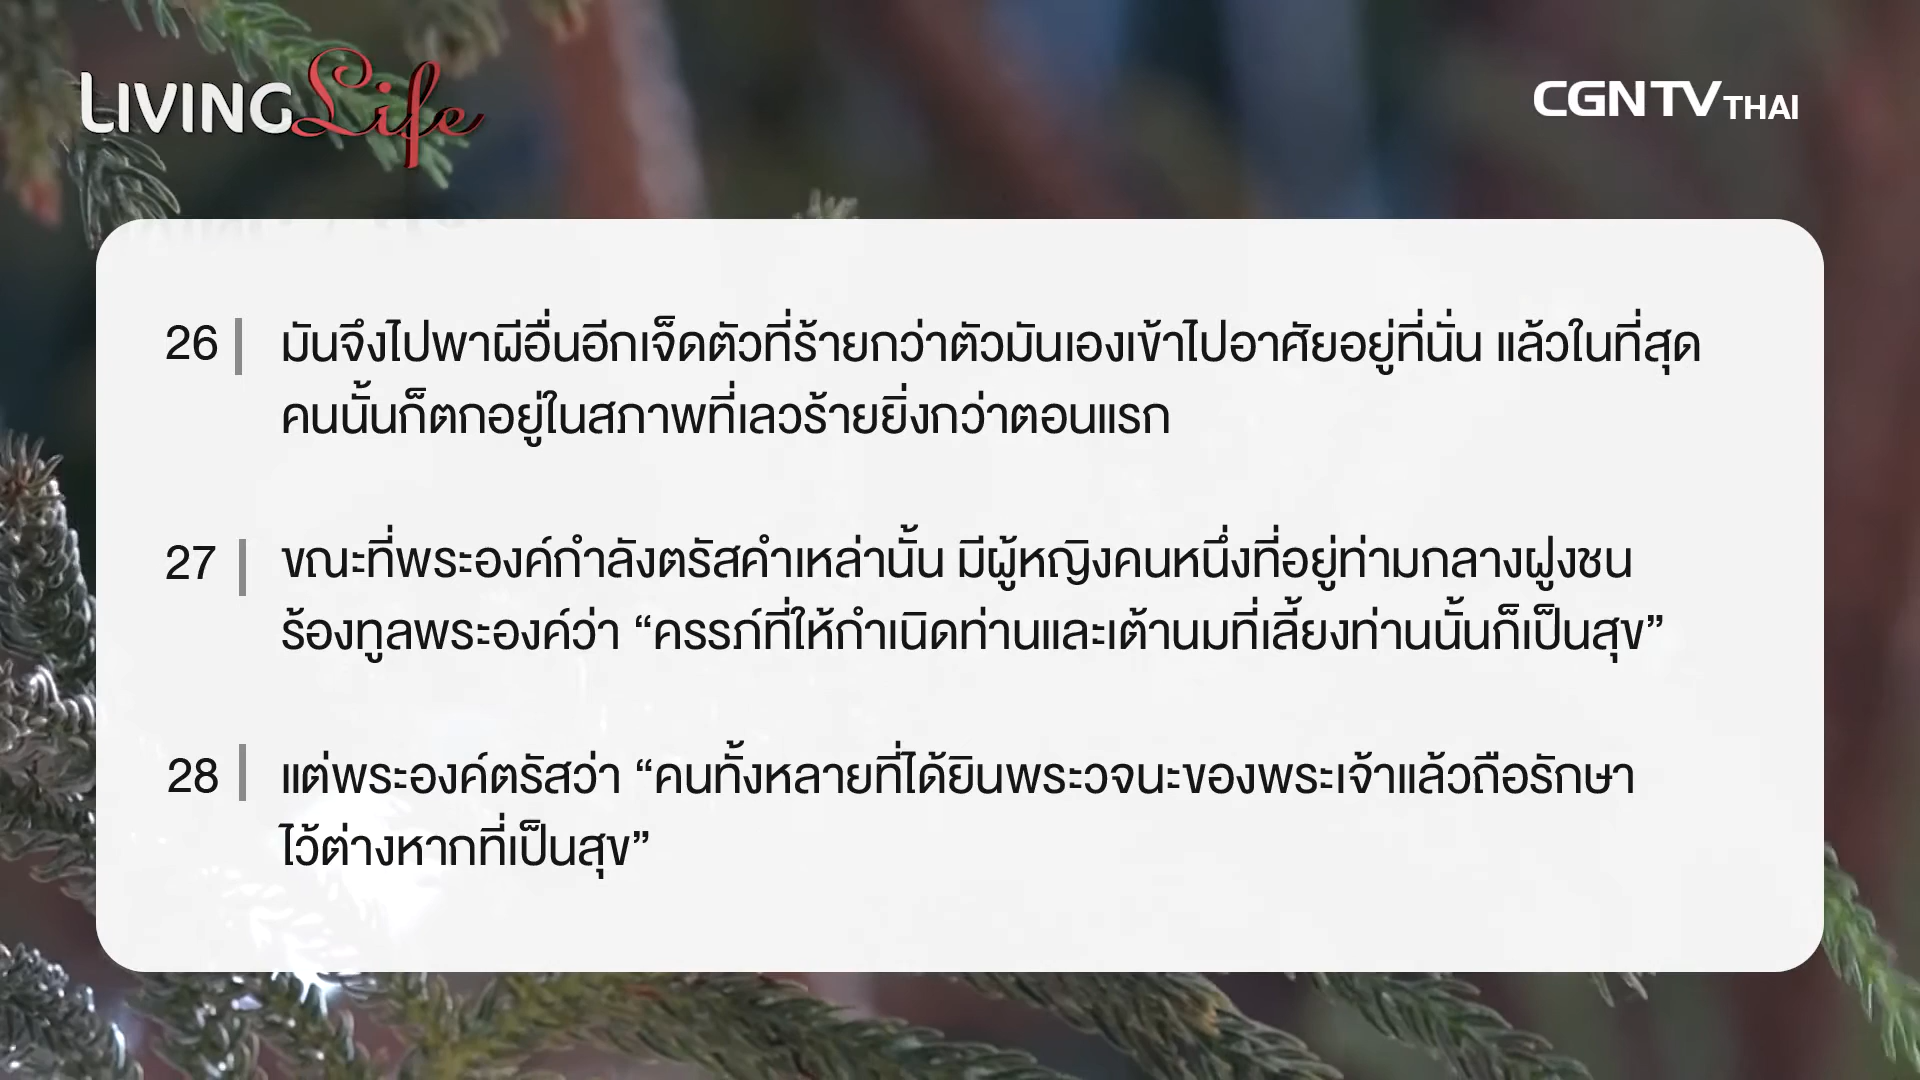 LIVING Life
CGNTV THAI
26 มันจึงไปพาผีอื่นอีกเจ็ดตัวที่ร้ายกว่าตัวมันเองเข้าไปอาศัยอยู่ที่นั่น แล้วในที่สุด
คนนั้นก็ตกอยู่ในสภาพที่เลวร้ายยิ่งกว่าตอนแรก
27 ขณะที่พระองค์กำลังตรัสคำเหล่านั้น มีผู้หญิงคนหนึ่งที่อยู่ท่ามกลางฝูงชน
ร้องทูลพระองค์ว่า “ครรภ์ที่ให้กำเนิดท่านและเต้านมที่เลี้ยงท่านนั้นก็เป็นสุข”
28 แต่พระองค์ตรัสว่า “คนทั้งหลายที่ได้ยินพระวจนะของพระเจ้าแล้วถือรักษา
ไว้ต่างหากที่เป็นสุข”